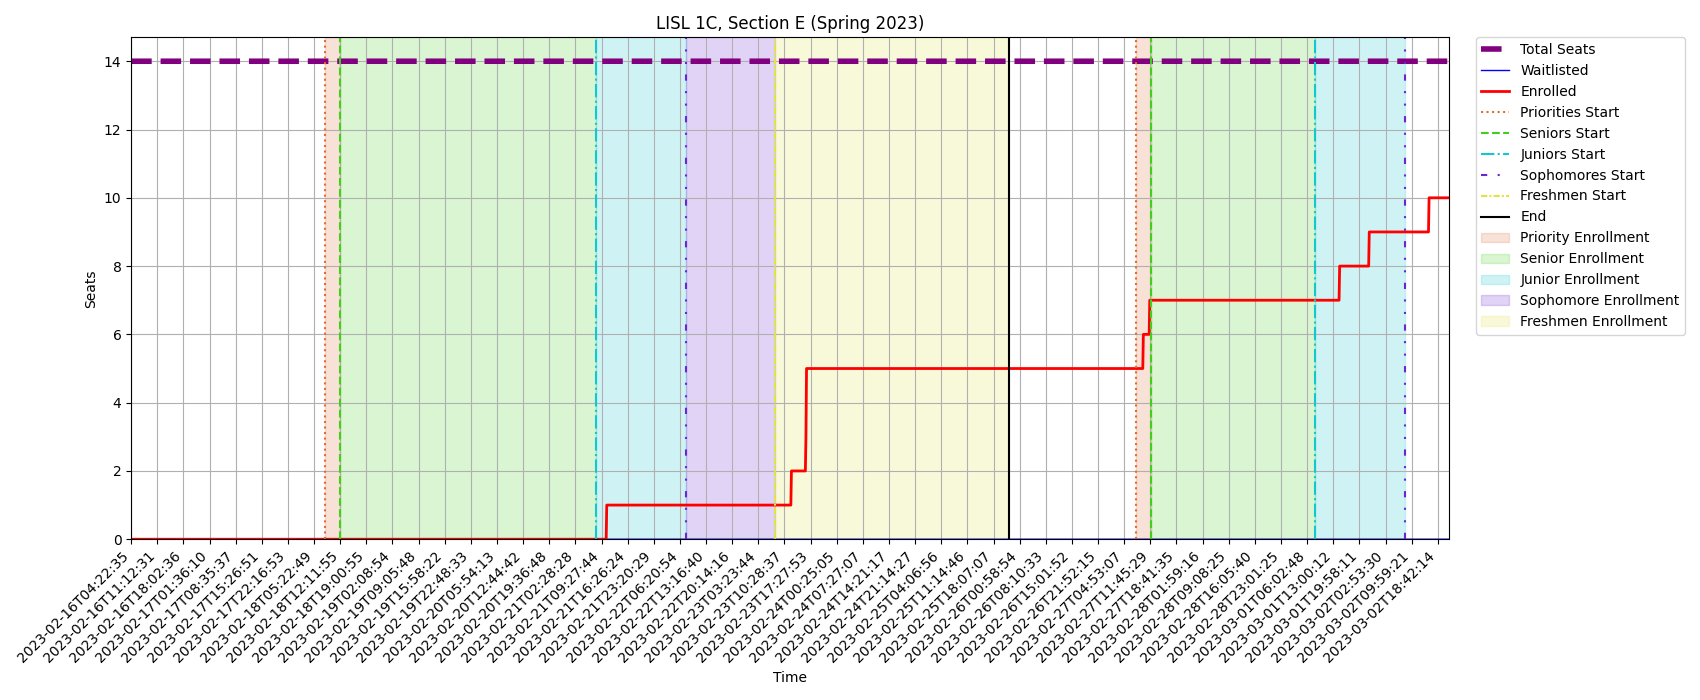 LISL 1C, Section E (Spring 2023)
Seats
14
12
10
8
6
4
2
0
2023-02-16T04:22:35
2023-02-16T11:12:31
2023-02-16T18:02:36
2023-02-17T01:36:10
2023-02-17T08:35:37
2023-02-17T15:26:51
2023-02-17T22:16:53
2023-02-18T05:22:49
2023-02-18T12:11:55
2023-02-18T19:00:55
2023-02-19T02:08:54
2023-02-19T09:05:48
2023-02-19T15:58:22
2023-02-19T22:48:33
2023-02-20T05:54:13
2023-02-20T12:44:42
2023-02-20T19:36:48
2023-02-21T02:28:28
2023-02-21T09:27:44
2023-02-21T16:26:24
2023-02-21T23:20:29
2023-02-22T06:20:54
2023-02-22T13:16:40
2023-02-22T20:14:16
2023-02-23T03:23:44
2023-02-23T10:28:37
2023-02-23T17:27:53
2023-02-24T00:25:05
2023-02-24T07:27:07
2023-02-24T14:21:17
2023-02-24T21:14:27
2023-02-25T04:06:56
2023-02-25T11:14:46
2023-02-25T18:07:07
2023-02-26T00:58:54
2023-02-26T08:10:33
2023-02-26T15:01:52
2023-02-26T21:52:15
2023-02-27T04:53:07
2023-02-27T11:45:29
2023-02-27T18:41:35
2023-02-28T01:59:16
2023-02-28T09:08:25
2023-02-28T16:05:40
2023-02-28T23:01:25
2023-03-01T06:02:48
2023-03-01T13:00:12
2023-03-01T19:58:11
2023-03-02T02:53:30
2023-03-02T09:59:21
2023-03-02T18:42:14
Time
Total Seats
Waitlisted
Enrolled
Priorities Start
Seniors Start
Juniors Start
Sophomores Start
Freshmen Start
End
Priority Enrollment
Senior Enrollment
Junior Enrollment
Sophomore Enrollment
Freshmen Enrollment